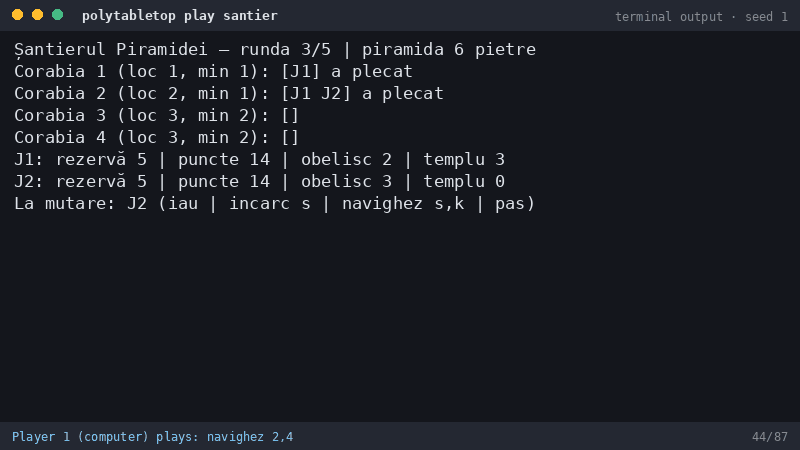 polytabletop play santier
terminal output · seed 1
Șantierul Piramidei — runda 3/5 | piramida 6 pietre
Corabia 1 (loc 1, min 1): [J1] a plecat
Corabia 2 (loc 2, min 1): [J1 J2] a plecat
Corabia 3 (loc 3, min 2): []
Corabia 4 (loc 3, min 2): []
J1: rezervă 5 | puncte 14 | obelisc 2 | templu 3
J2: rezervă 5 | puncte 14 | obelisc 3 | templu 0
La mutare: J2 (iau | incarc s | navighez s,k | pas)
Player 1 (computer) plays: navighez 2,4
44/87